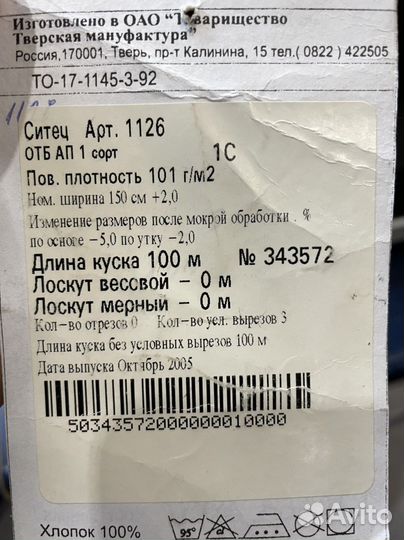 Изготовлено в ОАО "Товарищество
Тверская мануфактура"
Россия,170001, Тверь, пр-т Калинина, 15 тел.( 0822 ) 422505
ТО-17-1145-3-92
Ситец Арт. 1126
ОТБ АП 1 сорт 1С
Пов. плотность 101 г/м2
Ном. ширина 150 см +2,0
Изменение размеров после мокрой обработки . %
по основе -5,0 по утку -2,0
Длина куска 100 м № 343572
Лоскут весовой - 0 м
Лоскут мерный - 0 м
Кол-во отрезов 0 Кол-во усл. вырезов 3
Длина куска без условных вырезов 100 м
Дата выпуска Октябрь 2005
50343572000000010000
Хлопок 100% 95°
Avito